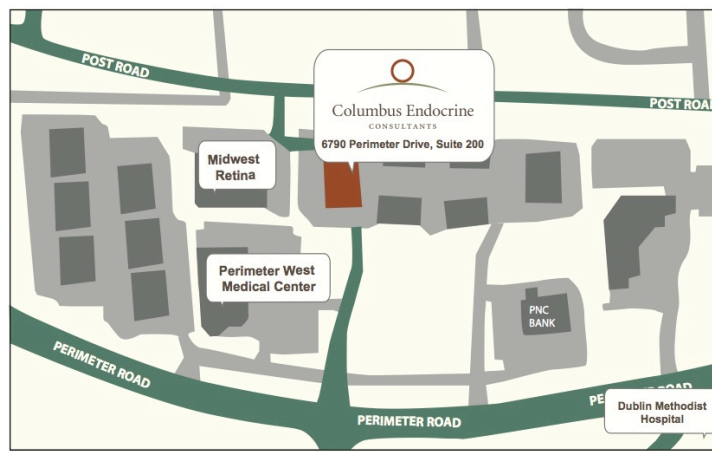 POST ROAD
Columbus Endocrine
CONSULTANTS
6790 Perimeter Drive, Suite 200
POST ROAD
Midwest
Retina
Perimeter West
Medical Center
PNC
BANK
PERIMETER ROAD
PERIMETER ROAD
Dublin Methodist
Hospital